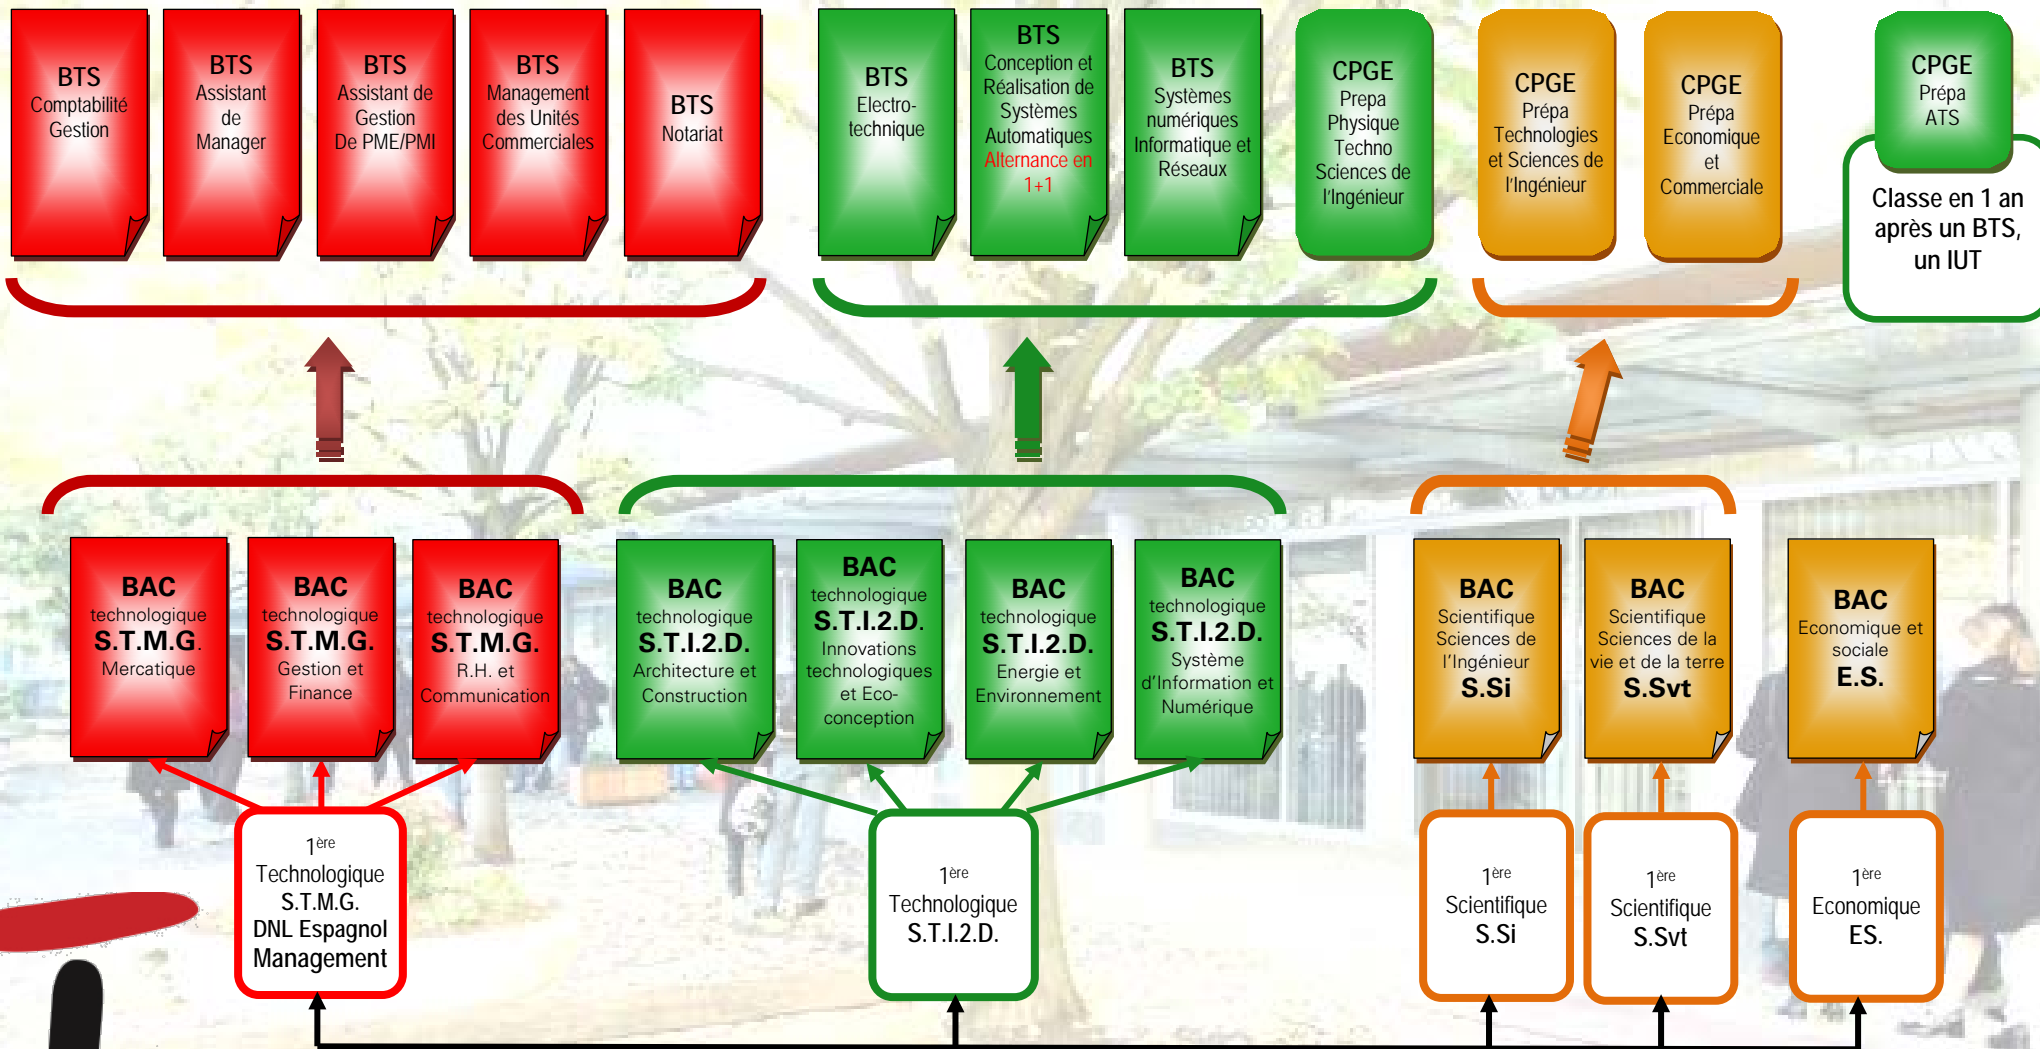 BTS
Comptabilité
Gestion
BTS
Assistant
de
Manager
BTS
Assistant de
Gestion
De PME/PMI
BTS
Management
des Unités
Commerciales
BTS
Notariat
BTS
Electro-
technique
BTS
Conception et
Réalisation de
Systèmes
Automatiques
Alternance en
1+1
BTS
Systèmes
numériques
Informatique et
Réseaux
CPGE
Prepa
Physique
Techno
Sciences de
l'Ingénieur
CPGE
Prépa
Technologies
et Sciences de
l'Ingénieur
CPGE
Prépa
Economique
et
Commerciale
CPGE
Prépa
ATS
Classe en 1 an
après un BTS,
un IUT
BAC
technologique
S.T.M.G.
Mercatique
BAC
technologique
S.T.M.G.
Gestion et
Finance
BAC
technologique
S.T.M.G.
R.H. et
Communication
BAC
technologique
S.T.I.2.D.
Architecture et
Construction
BAC
technologique
S.T.I.2.D.
Innovations
technologiques
et Eco-
conception
BAC
technologique
S.T.I.2.D.
Energie et
Environnement
BAC
technologique
S.T.I.2.D.
Système
d'Information et
Numérique
BAC
Scientifique
Sciences de
l'Ingénieur
S.Si
BAC
Scientifique
Sciences de la
vie et de la terre
S.Svt
BAC
Economique et
sociale
E.S.
1ère
Technologique
S.T.M.G.
DNL Espagnol
Management
1ère
Technologique
S.T.I.2.D.
1ère
Scientifique
S.Si
1ère
Scientifique
S.Svt
1ère
Economique
ES.